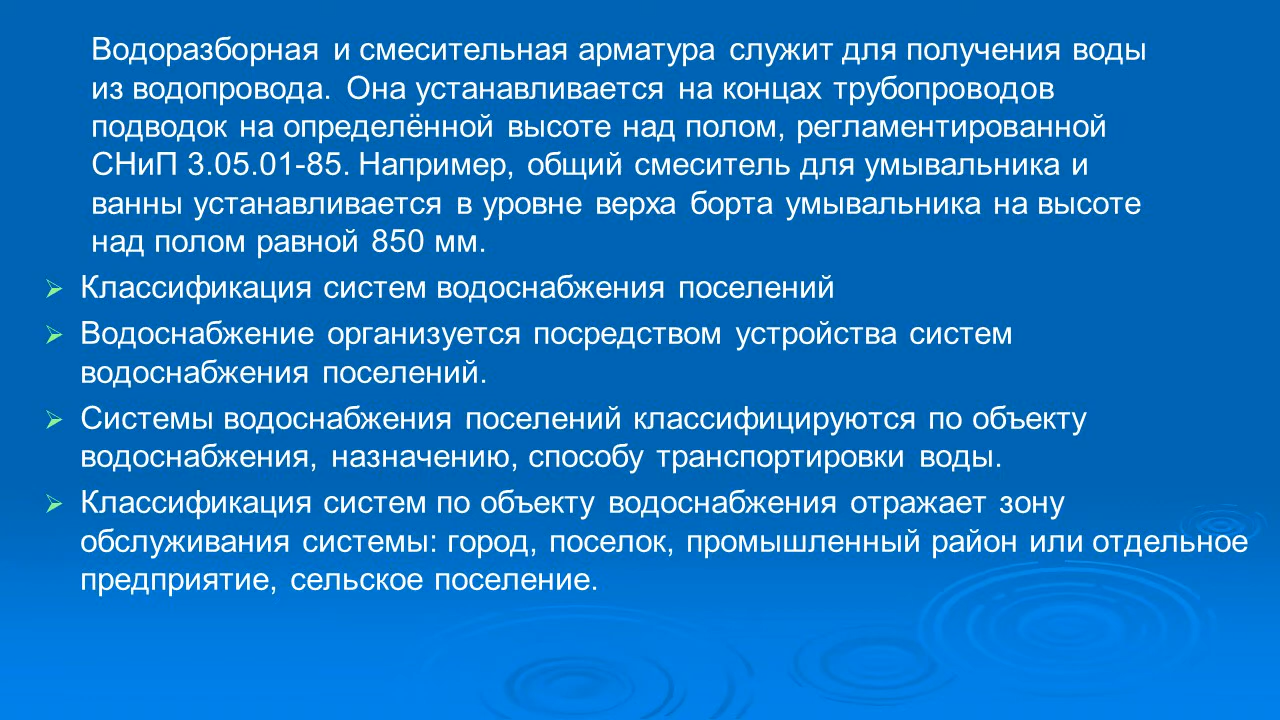 Водоразборная и смесительная арматура служит для получения воды
из водопровода. Она устанавливается на концах трубопроводов
подводок на определённой высоте над полом, регламентированной
СНиП 3.05.01-85. Например, общий смеситель для умывальника и
ванны устанавливается в уровне верха борта умывальника на высоте
над полом равной 850 мм.
Классификация систем водоснабжения поселений
Водоснабжение организуется посредством устройства систем
водоснабжения поселений.
Системы водоснабжения поселений классифицируются по объекту
водоснабжения, назначению, способу транспортировки воды.
Классификация систем по объекту водоснабжения отражает зону
обслуживания системы: город, поселок, промышленный район или отдельное
предприятие, сельское поселение.